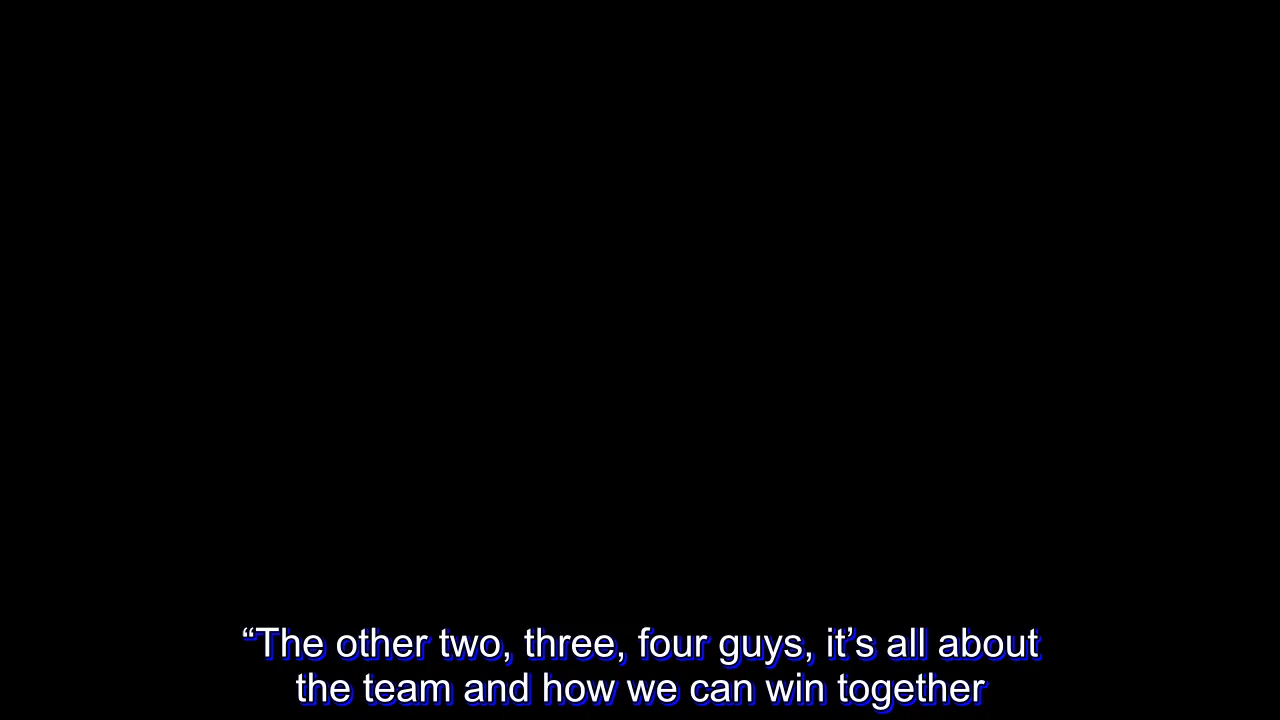 “The other two, three, four guys, it’s all about
the team and how we can win together